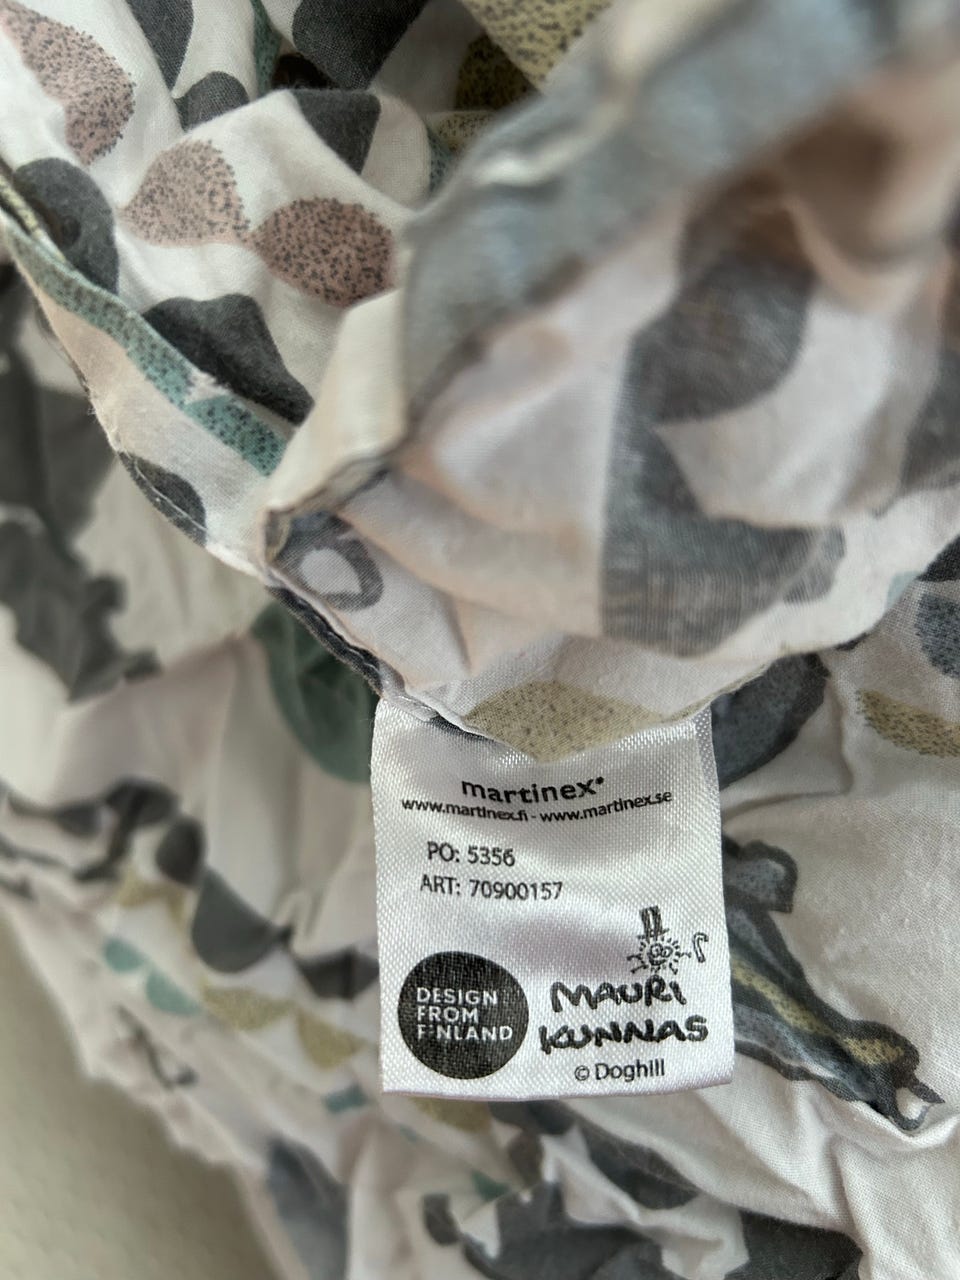 martinex®
www.martinex.fi - www.martinex.se
PO: 5356
ART: 70900157
DESIGN
FROM
FINLAND
MAURI
KUNNAS
© Doghill